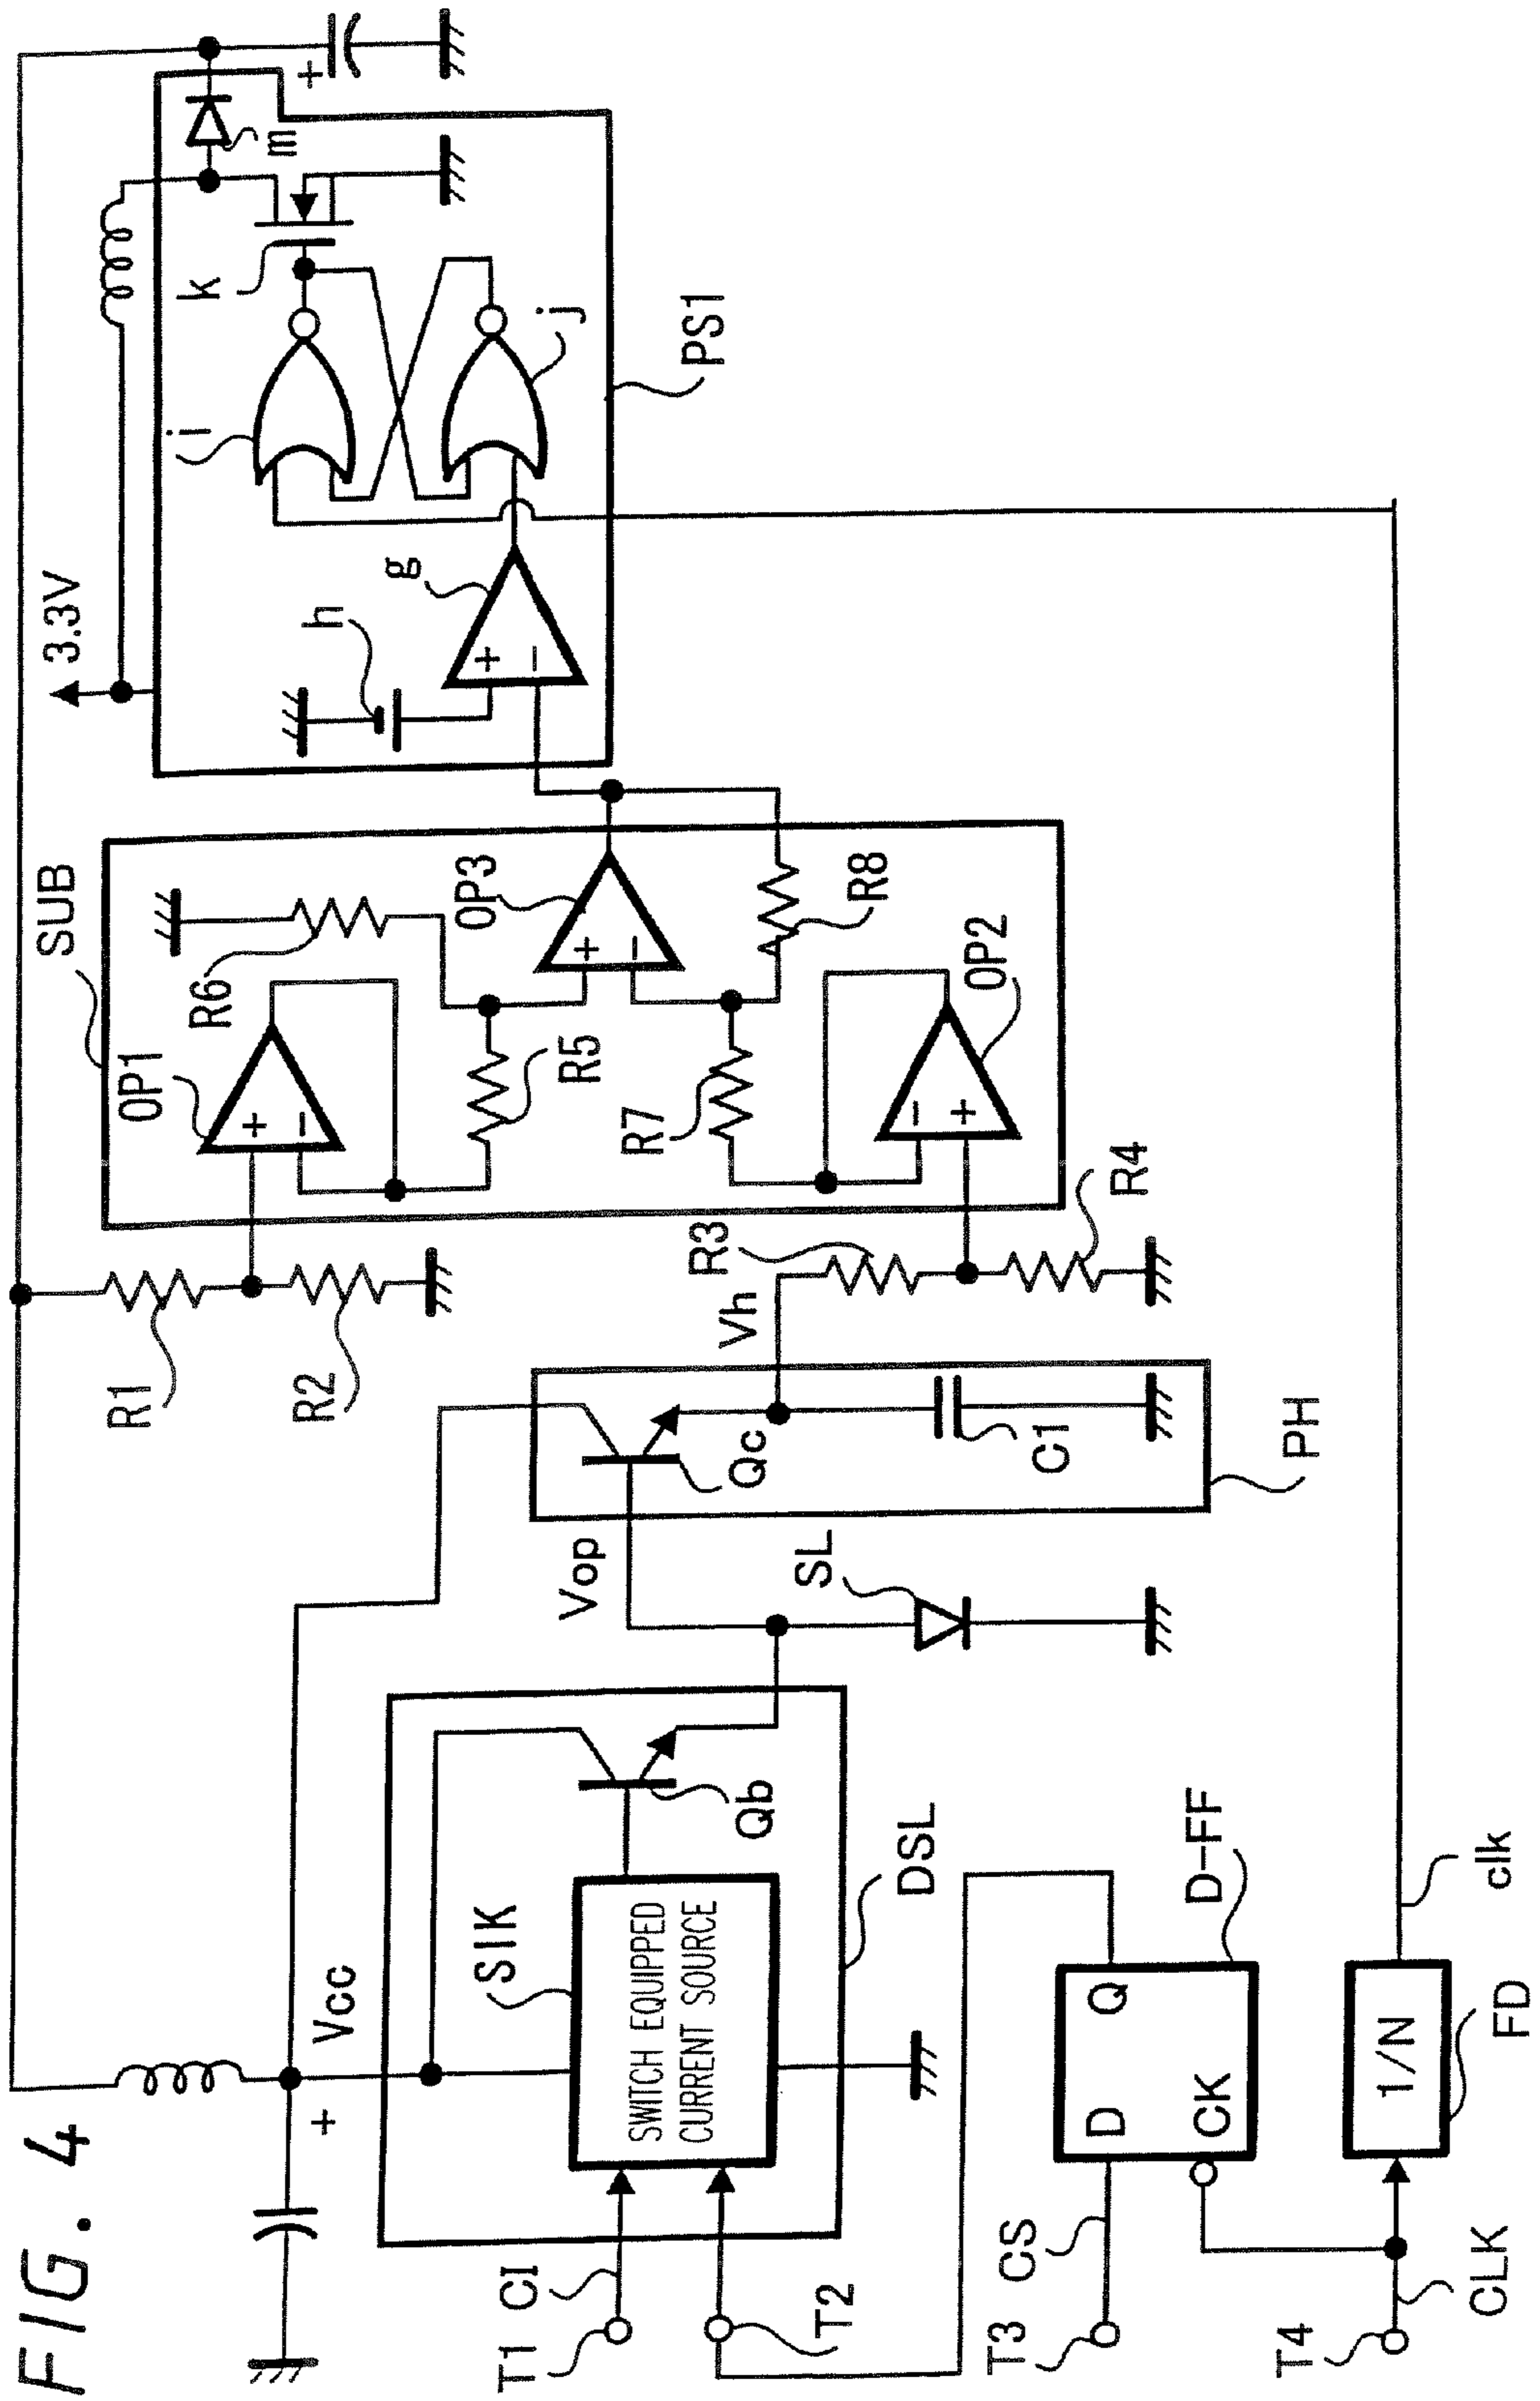 FIG. 4
3.3V
SUB
m
k
i
h
g
j
PS1
OP1
R6
OP3
R5
R7
R8
OP2
R1
R2
R3
R4
Vh
Vcc
+
+
+
-
+
-
+
-
-
+
Vop
Qc
C1
PH
SL
SIK
SWITCH EQUIPPED
CURRENT SOURCE
Qb
DSL
T1
CI
T2
T3
CS
D
Q
CK
D-FF
T4
CLK
1/N
FD
clk